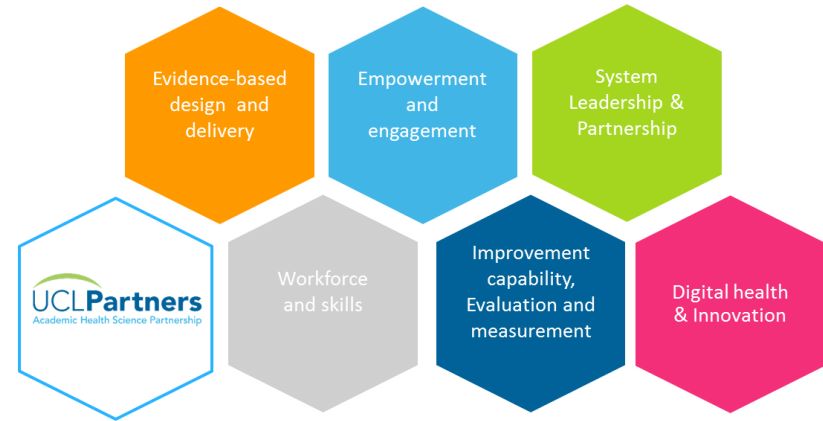 Evidence-based
design and
delivery
Empowerment
and
engagement
System
Leadership &
Partnership
UCLPartners
Academic Health Science Partnership
Workforce
and skills
Improvement
capability,
Evaluation and
measurement
Digital health
& Innovation